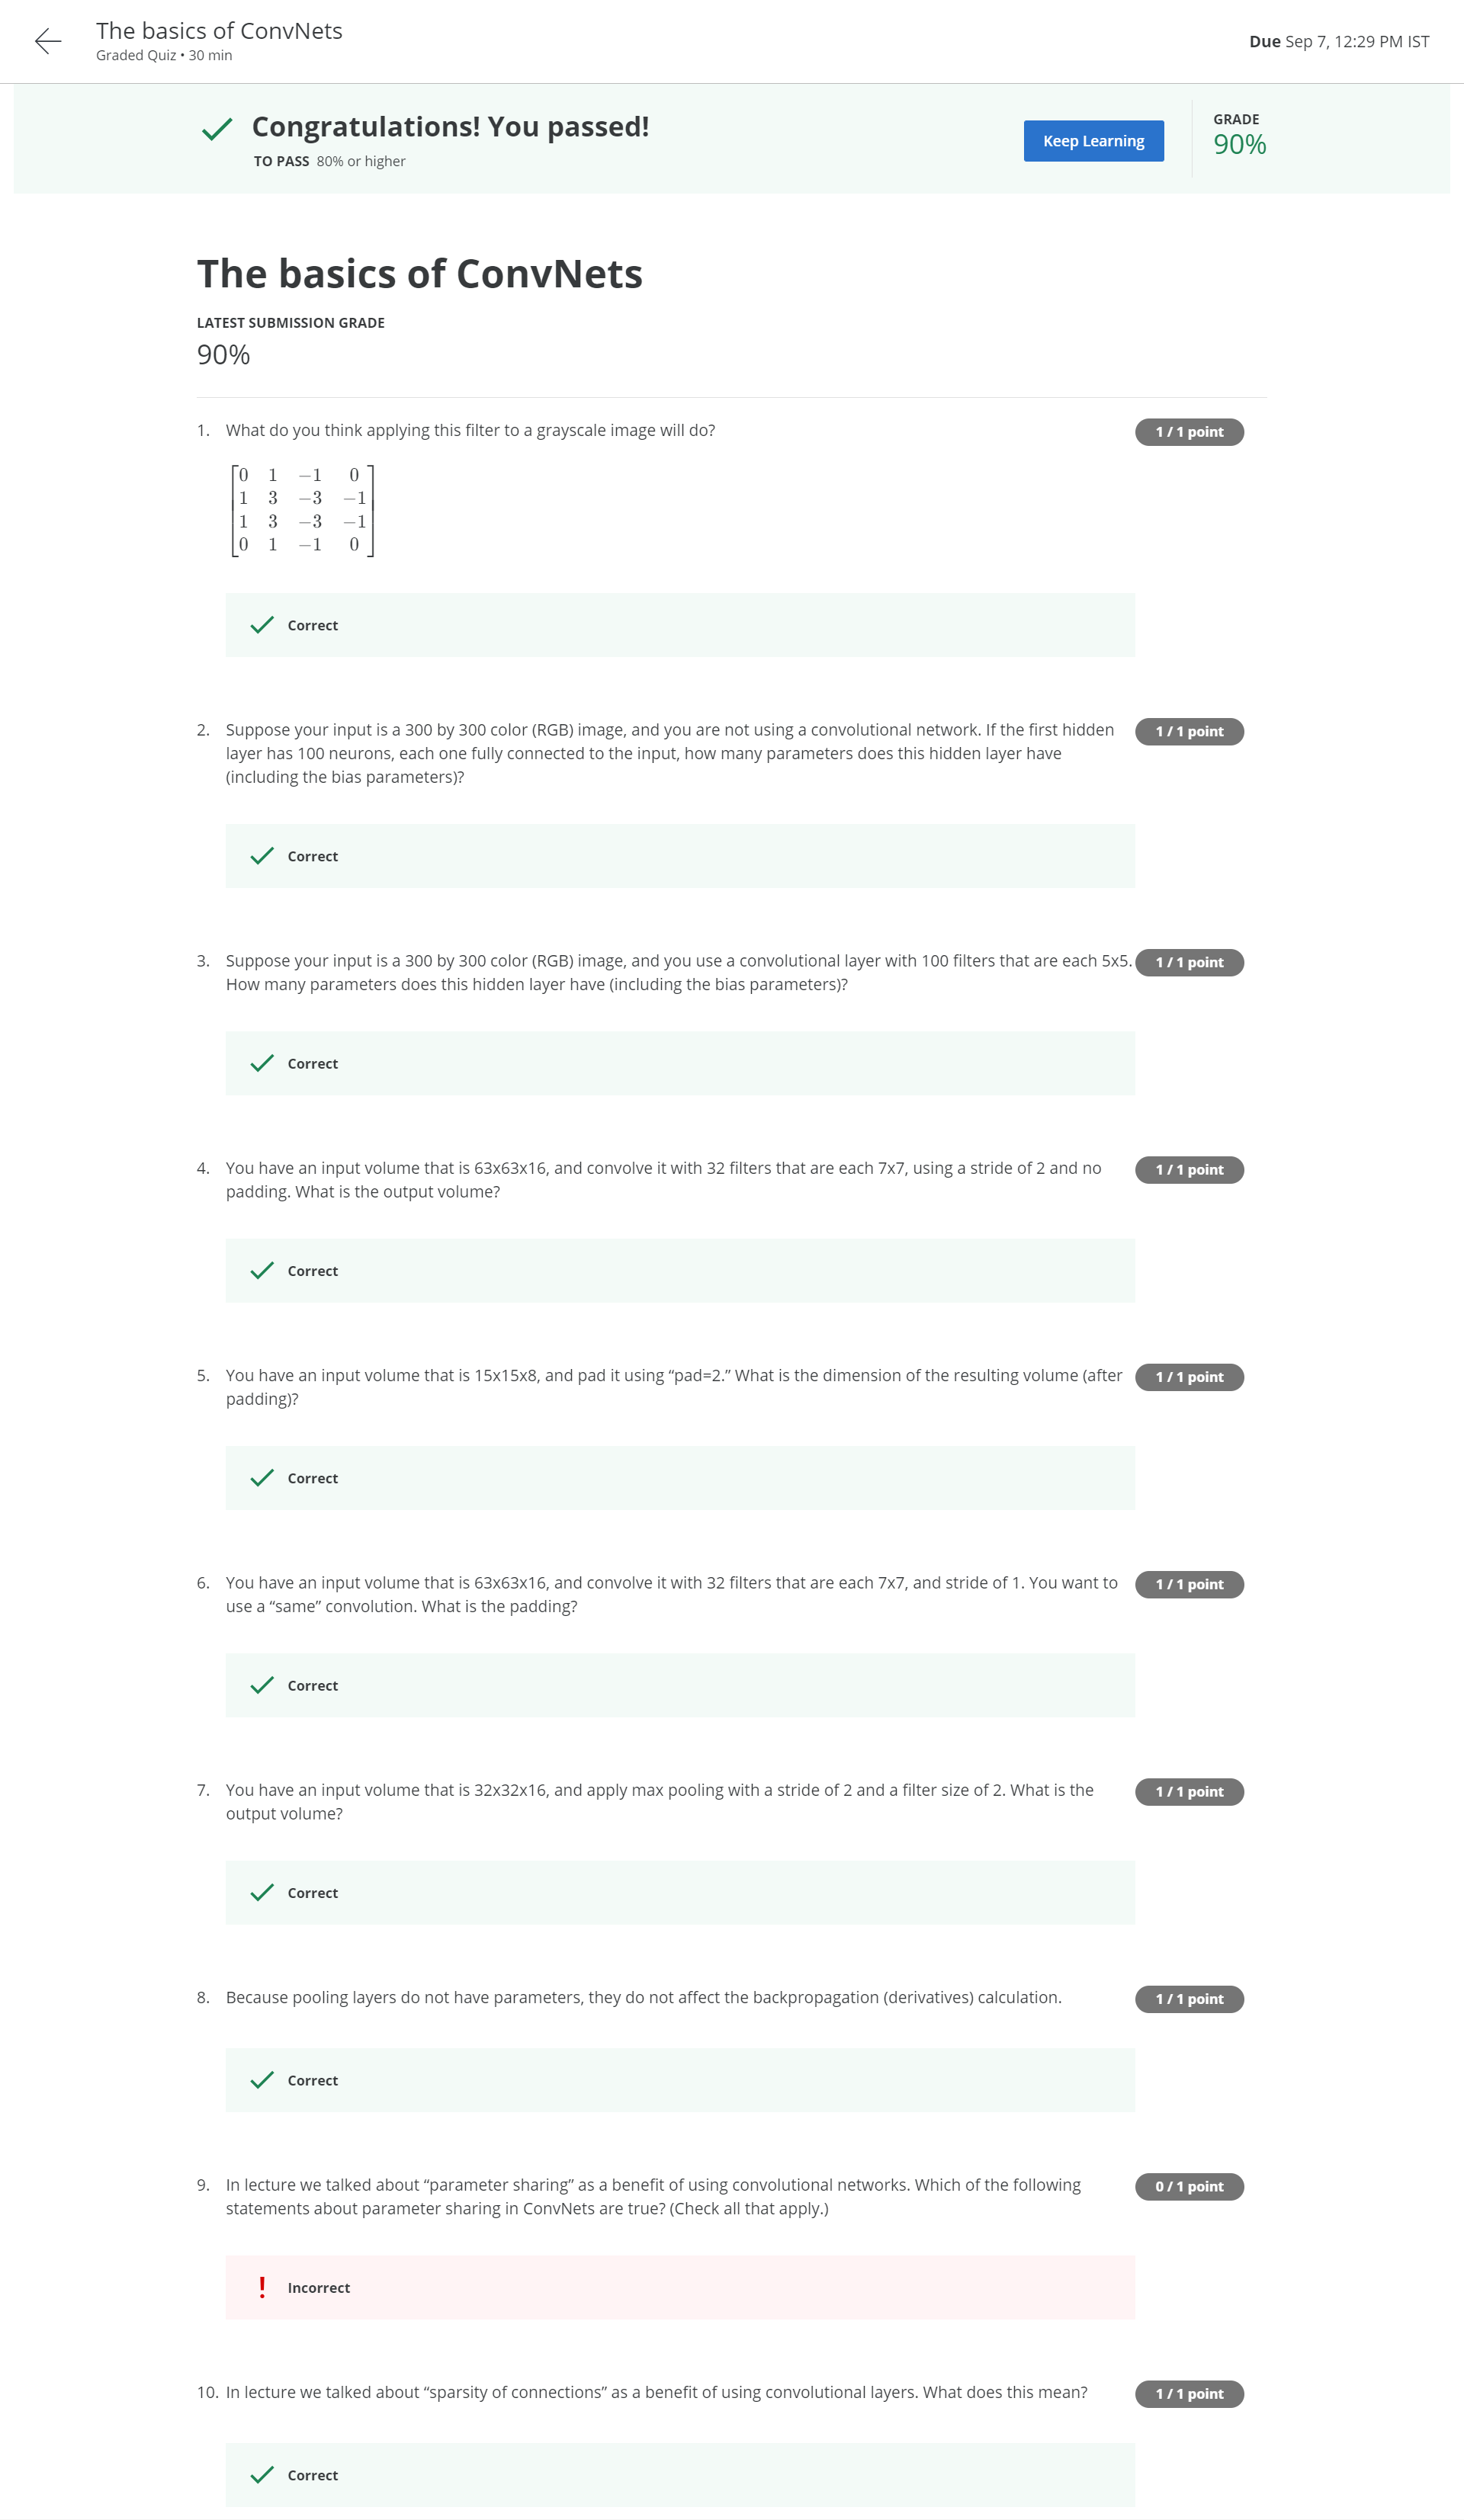 The basics of ConvNets
Graded Quiz • 30 min
Due Sep 7, 12:29 PM IST
Congratulations! You passed!
TO PASS 80% or higher
Keep Learning
GRADE
90%
The basics of ConvNets
LATEST SUBMISSION GRADE
90%
1. What do you think applying this filter to a grayscale image will do?
1 / 1 point
0 1 −1 0
1 3 −3 −1
1 3 −3 −1
0 1 −1 0
Correct
2. Suppose your input is a 300 by 300 color (RGB) image, and you are not using a convolutional network. If the first hidden
layer has 100 neurons, each one fully connected to the input, how many parameters does this hidden layer have
(including the bias parameters)?
1 / 1 point
Correct
3. Suppose your input is a 300 by 300 color (RGB) image, and you use a convolutional layer with 100 filters that are each 5x5.
How many parameters does this hidden layer have (including the bias parameters)?
1 / 1 point
Correct
4. You have an input volume that is 63x63x16, and convolve it with 32 filters that are each 7x7, using a stride of 2 and no
padding. What is the output volume?
1 / 1 point
Correct
5. You have an input volume that is 15x15x8, and pad it using “pad=2.” What is the dimension of the resulting volume (after
padding)?
1 / 1 point
Correct
6. You have an input volume that is 63x63x16, and convolve it with 32 filters that are each 7x7, and stride of 1. You want to
use a “same” convolution. What is the padding?
1 / 1 point
Correct
7. You have an input volume that is 32x32x16, and apply max pooling with a stride of 2 and a filter size of 2. What is the
output volume?
1 / 1 point
Correct
8. Because pooling layers do not have parameters, they do not affect the backpropagation (derivatives) calculation.
1 / 1 point
Correct
9. In lecture we talked about “parameter sharing” as a benefit of using convolutional networks. Which of the following
statements about parameter sharing in ConvNets are true? (Check all that apply.)
0 / 1 point
Incorrect
10. In lecture we talked about “sparsity of connections” as a benefit of using convolutional layers. What does this mean?
1 / 1 point
Correct